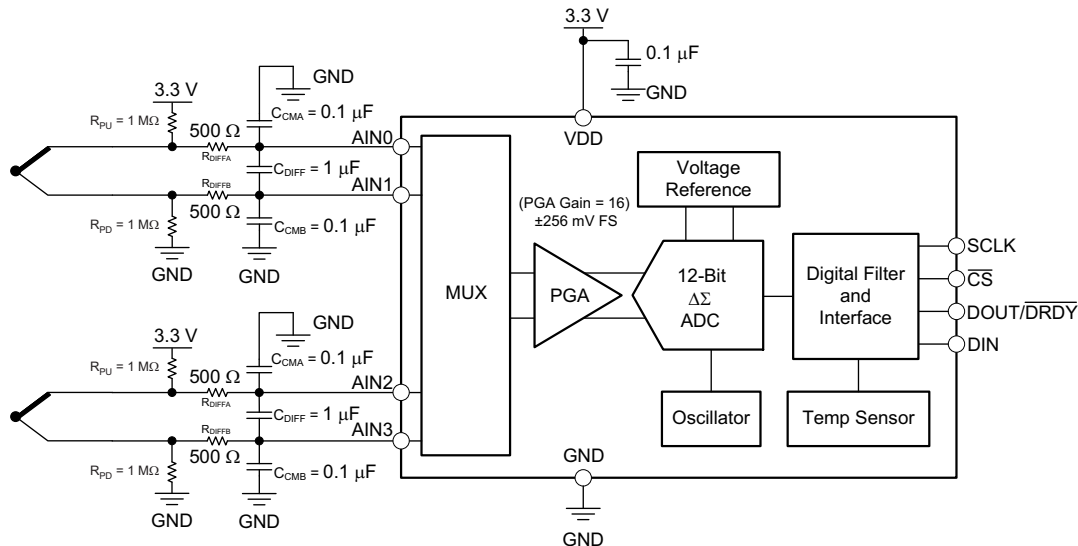 3.3 V
0.1 μF
GND
VDD
GND
3.3 V
C_CMA = 0.1 μF
R_PU = 1 MΩ
500 Ω
R_DIFFA
AIN0
C_DIFF = 1 μF
R_DIFFB
AIN1
500 Ω
R_PD = 1 MΩ
C_CMB = 0.1 μF
GND
GND
GND
3.3 V
C_CMA = 0.1 μF
R_PU = 1 MΩ
500 Ω
R_DIFFA
AIN2
C_DIFF = 1 μF
R_DIFFB
AIN3
500 Ω
R_PD = 1 MΩ
C_CMB = 0.1 μF
GND
GND
MUX
(PGA Gain = 16)
±256 mV FS
PGA
Voltage
Reference
12-Bit
ΔΣ
ADC
Oscillator
Digital Filter
and
Interface
Temp Sensor
SCLK
C̅S̅
DOUT/D̅R̅D̅Y̅
DIN
GND
GND